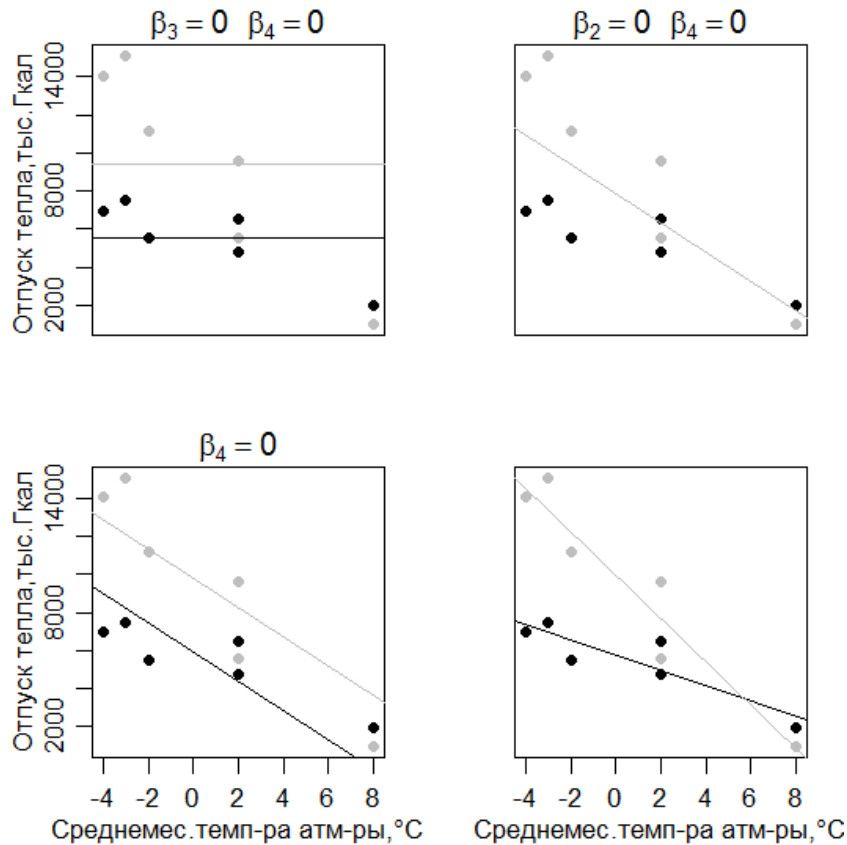 β₃ = 0 β₄ = 0
β₂ = 0 β₄ = 0
Отпуск тепла,тыс.Гкал
14000
8000
2000
β₄ = 0
Отпуск тепла,тыс.Гкал
14000
8000
2000
-4 -2 0 2 4 6 8
-4 -2 0 2 4 6 8
Среднемес.темп-ра атм-ры,°C
Среднемес.темп-ра атм-ры,°C